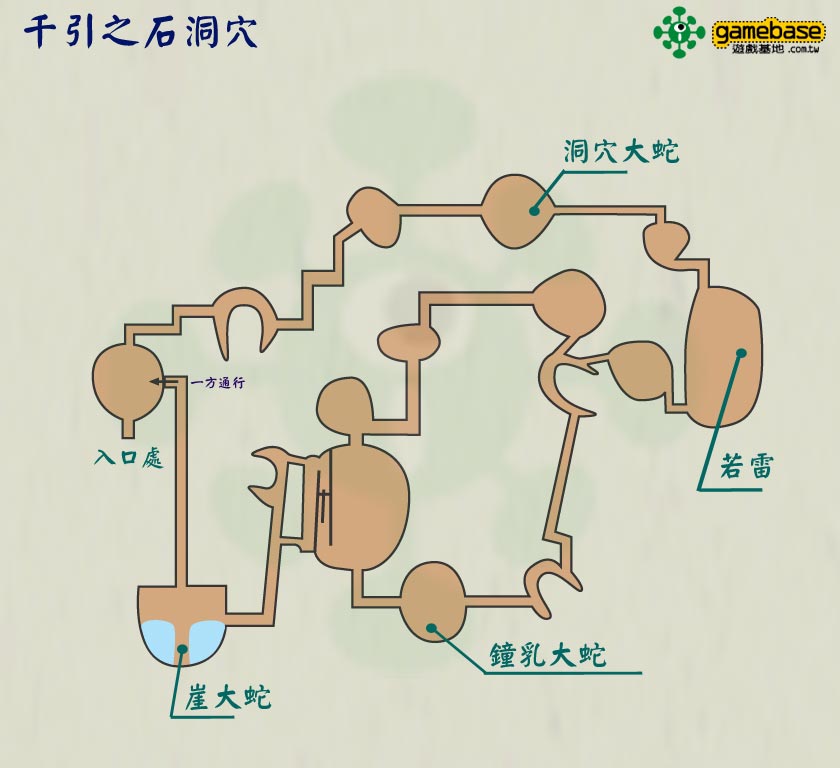 千引之石洞穴
gamebase
遊戲基地 .com.tw
洞穴大蛇
一方通行
入口處
若雷
鐘乳大蛇
崖大蛇